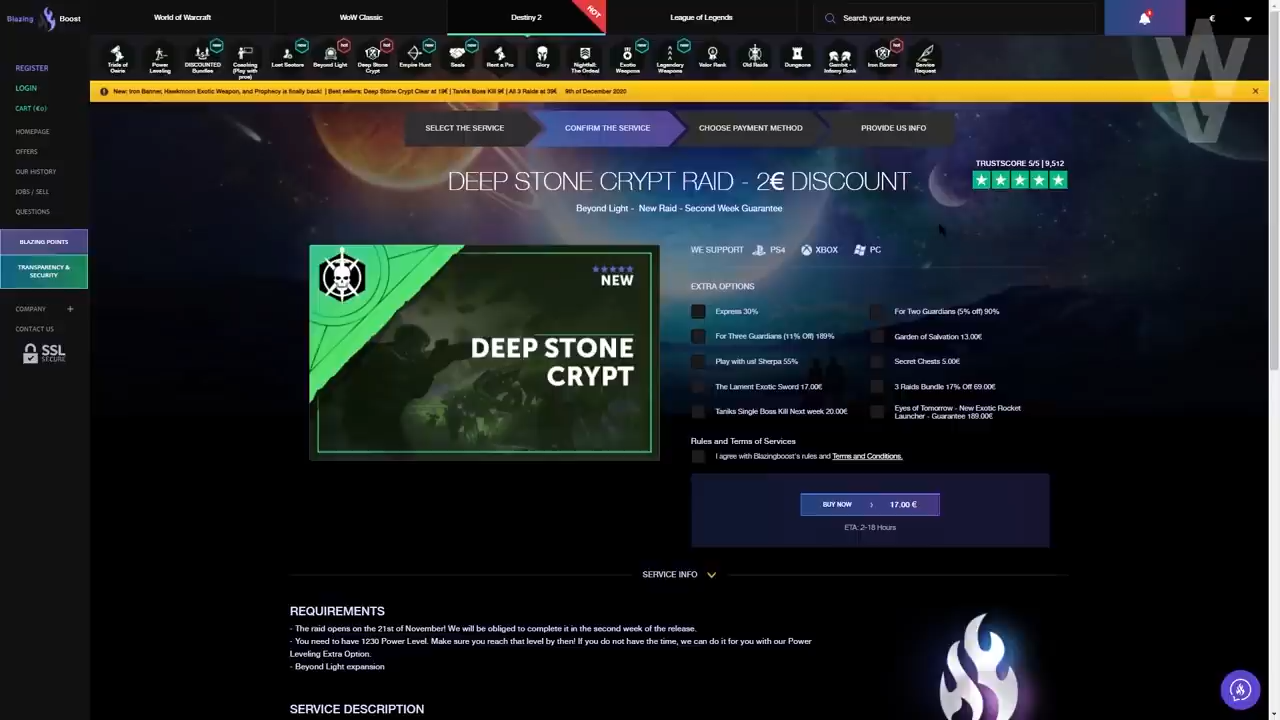 Blazing Boost
World of Warcraft
WoW Classic
Destiny 2
HOT
League of Legends
Search your service
€
Trials of Osiris
Power Leveling
DISCOUNTED Bundles
new
Coaching (Play with pros)
Lost Sectors
new
Beyond Light
hot
Deep Stone Crypt
hot
Empire Hunt
new
Seals
new
Rent a Pro
Glory
Nightfall: The Ordeal
Exotic Weapons
new
Legendary Weapons
new
Valor Rank
Old Raids
Dungeons
Gambit - Infamy Rank
Iron Banner
hot
Service Request
New: Iron Banner, Hawkmoon Exotic Weapon, and Prophecy is finally back! | Best sellers: Deep Stone Crypt Clear at 19€ | Taniks Boss Kill 9€ | All 3 Raids at 39€ 9th of December 2020
REGISTER
LOGIN
CART (€0)
HOMEPAGE
OFFERS
OUR HISTORY
JOBS / SELL
QUESTIONS
BLAZING POINTS
TRANSPARENCY &
SECURITY
COMPANY +
CONTACT US
SSL
SECURE
SELECT THE SERVICE
CONFIRM THE SERVICE
CHOOSE PAYMENT METHOD
PROVIDE US INFO
TRUSTSCORE 5/5 | 9,512
DEEP STONE CRYPT RAID - 2€ DISCOUNT
Beyond Light - New Raid - Second Week Guarantee
NEW
DEEP STONE
CRYPT
WE SUPPORT PS4 XBOX PC
EXTRA OPTIONS
Express 30%
For Two Guardians (5% off) 90%
For Three Guardians (11% Off) 189%
Garden of Salvation 13.00€
Play with us! Sherpa 55%
Secret Chests 5.00€
The Lament Exotic Sword 17.00€
3 Raids Bundle 17% Off 69.00€
Taniks Single Boss Kill Next week 20.00€
Eyes of Tomorrow - New Exotic Rocket
Launcher - Guarantee 189.00€
Rules and Terms of Services
I agree with Blazingboost's rules and Terms and Conditions.
BUY NOW 17.00 €
ETA: 2-18 Hours
SERVICE INFO
REQUIREMENTS
- The raid opens on the 21st of November! We will be obliged to complete it in the second week of the release.
- You need to have 1230 Power Level. Make sure you reach that level by then! If you do not have the time, we can do it for you with our Power
Leveling Extra Option.
- Beyond Light expansion
SERVICE DESCRIPTION